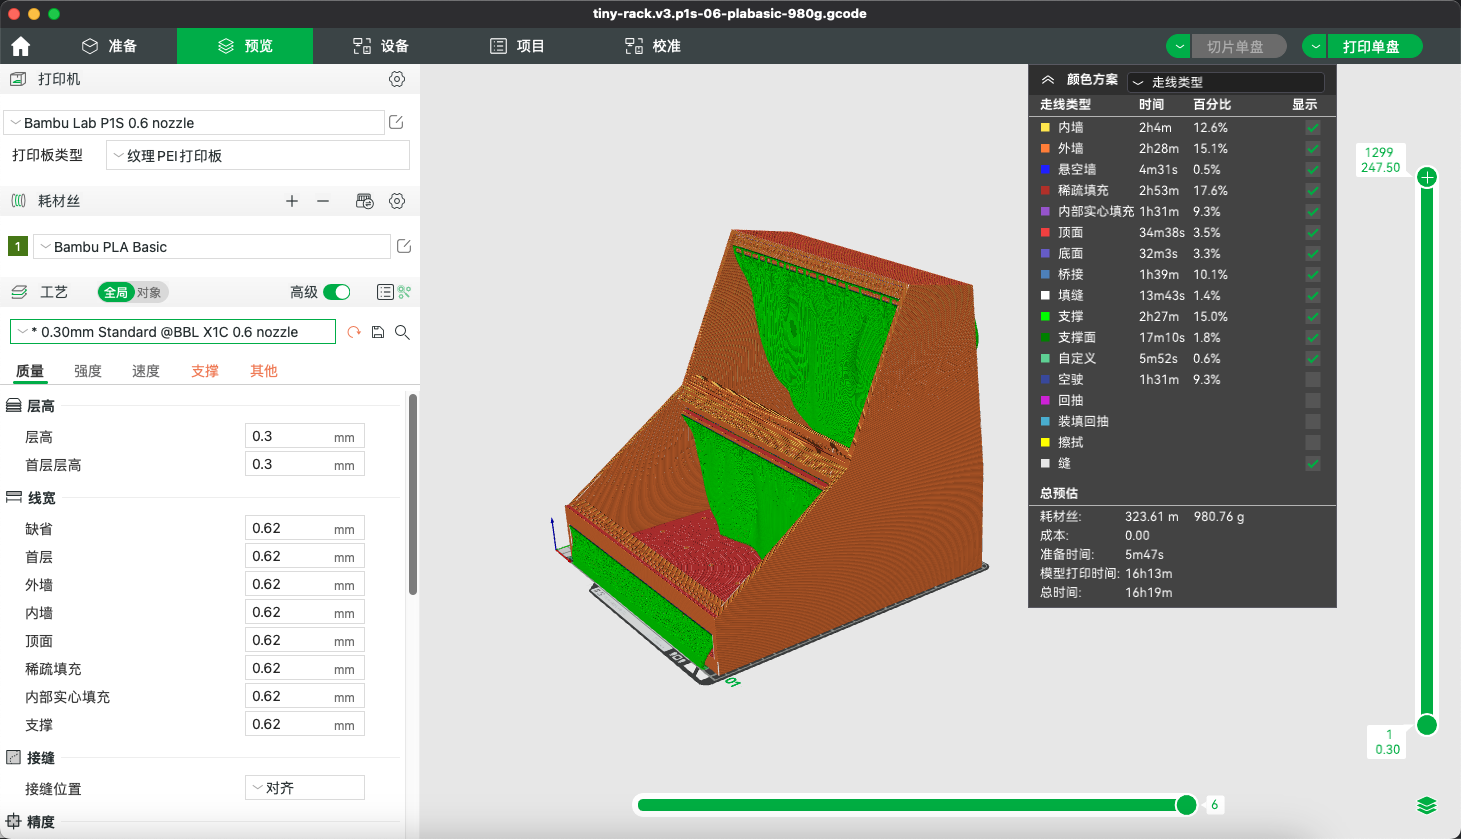 tiny-rack.v3.p1s-06-plabasic-980g.gcode
准备 预览 设备 项目 校准 切片单盘 打印单盘
打印机
Bambu Lab P1S 0.6 nozzle
打印板类型 纹理PEI打印板
耗材丝
1 Bambu PLA Basic
工艺 全局 对象 高级
* 0.30mm Standard @BBL X1C 0.6 nozzle
质量 强度 速度 支撑 其他
层高
层高 0.3 mm
首层层高 0.3 mm
线宽
缺省 0.62 mm
首层 0.62 mm
外墙 0.62 mm
内墙 0.62 mm
顶面 0.62 mm
稀疏填充 0.62 mm
内部实心填充 0.62 mm
支撑 0.62 mm
接缝
接缝位置 对齐
精度
颜色方案 走线类型
走线类型 时间 百分比 显示
内墙 2h4m 12.6%
外墙 2h28m 15.1%
悬空墙 4m31s 0.5%
稀疏填充 2h53m 17.6%
内部实心填充 1h31m 9.3%
顶面 34m38s 3.5%
底面 32m3s 3.3%
桥接 1h39m 10.1%
填缝 13m43s 1.4%
支撑 2h27m 15.0%
支撑面 17m10s 1.8%
自定义 5m52s 0.6%
空驶 1h31m 9.3%
回抽
装填回抽
擦拭
缝
总预估
耗材丝: 323.61 m 980.76 g
成本: 0.00
准备时间: 5m47s
模型打印时间: 16h13m
总时间: 16h19m
1299
247.50
1
0.30
01
6